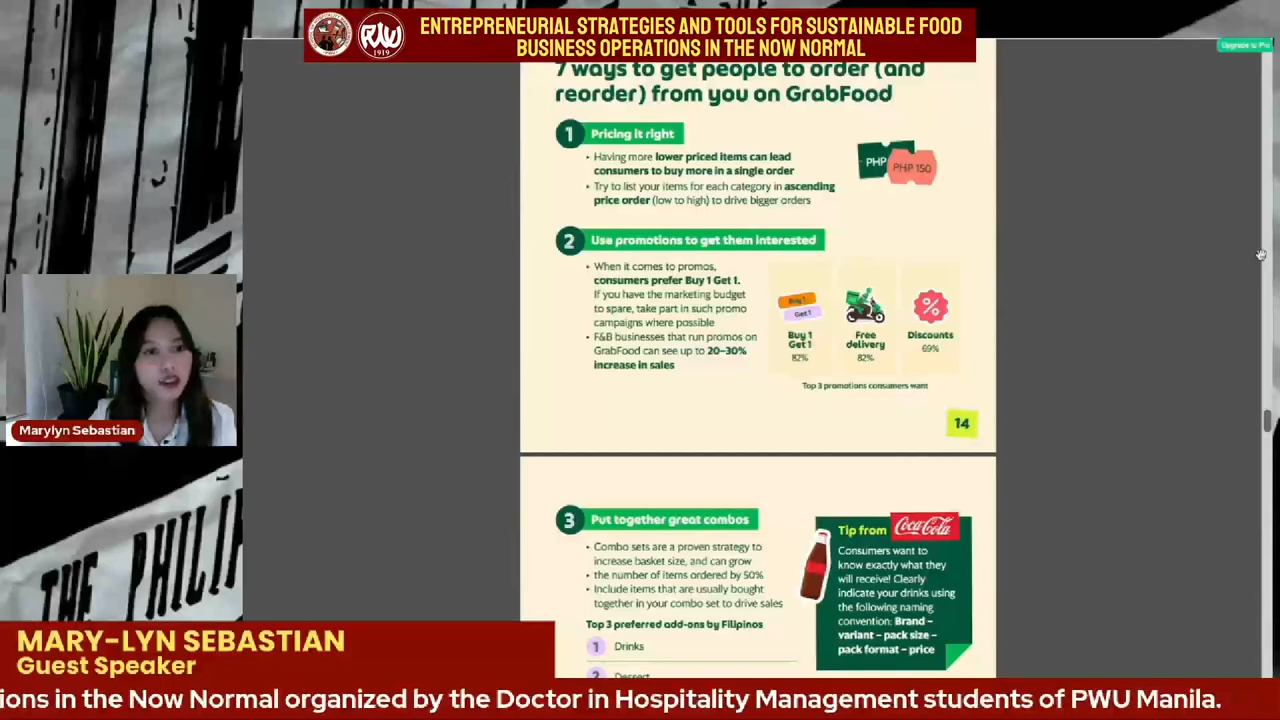 ENTREPRENEURIAL STRATEGIES AND TOOLS FOR SUSTAINABLE FOOD
BUSINESS OPERATIONS IN THE NOW NORMAL
1919
Upgrade to Pro
7 ways to get people to order (and
reorder) from you on GrabFood
1 Pricing it right
• Having more lower priced items can lead
consumers to buy more in a single order
• Try to list your items for each category in ascending
price order (low to high) to drive bigger orders
PHP
PHP 150
2 Use promotions to get them interested
• When it comes to promos,
consumers prefer Buy 1 Get 1.
If you have the marketing budget
to spare, take part in such promo
campaigns where possible
• F&B businesses that run promos on
GrabFood can see up to 20–30%
increase in sales
Buy 1
Get 1
Buy 1
Get 1
82%
Free
delivery
82%
%
Discounts
69%
Top 3 promotions consumers want
14
3 Put together great combos
• Combo sets are a proven strategy to
increase basket size, and can grow
• the number of items ordered by 50%
• Include items that are usually bought
together in your combo set to drive sales
Top 3 preferred add-ons by Filipinos
1 Drinks
2 Dessert
Tip from Coca-Cola
Consumers want to
know exactly what they
will receive! Clearly
indicate your drinks using
the following naming
convention: Brand –
variant – pack size –
pack format – price
Marylyn Sebastian
THE PHILIP
MARY-LYN SEBASTIAN
Guest Speaker
ions in the Now Normal organized by the Doctor in Hospitality Management students of PWU Manila.